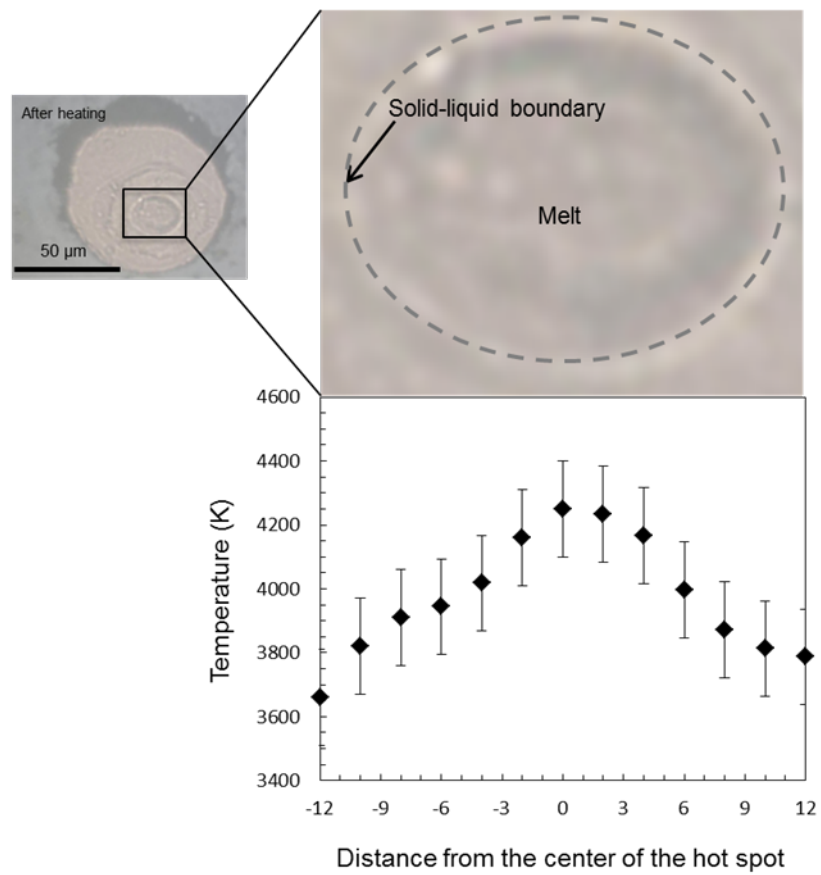 After heating
50 µm
Solid-liquid boundary
Melt
4600
4400
4200
4000
3800
3600
3400
Temperature (K)
-12 -9 -6 -3 0 3 6 9 12
Distance from the center of the hot spot